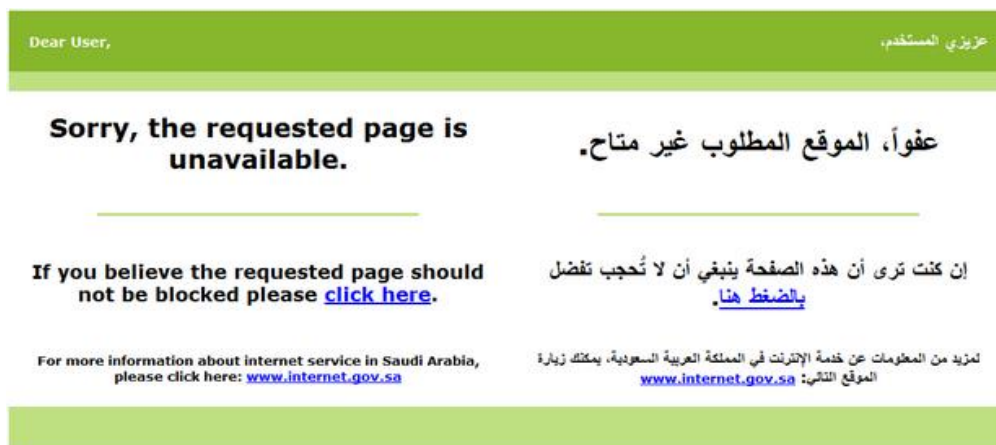 Dear User,
عزيزي المستخدم،
Sorry, the requested page is
unavailable.
عفواً، الموقع المطلوب غير متاح.
If you believe the requested page should
not be blocked please click here.
إن كنت ترى أن هذه الصفحة ينبغي أن لا تُحجب تفضل
بالضغط هنا.
For more information about internet service in Saudi Arabia,
please click here: www.internet.gov.sa
لمزيد من المعلومات عن خدمة الإنترنت في المملكة العربية السعودية، يمكنك زيارة
الموقع التالي: www.internet.gov.sa